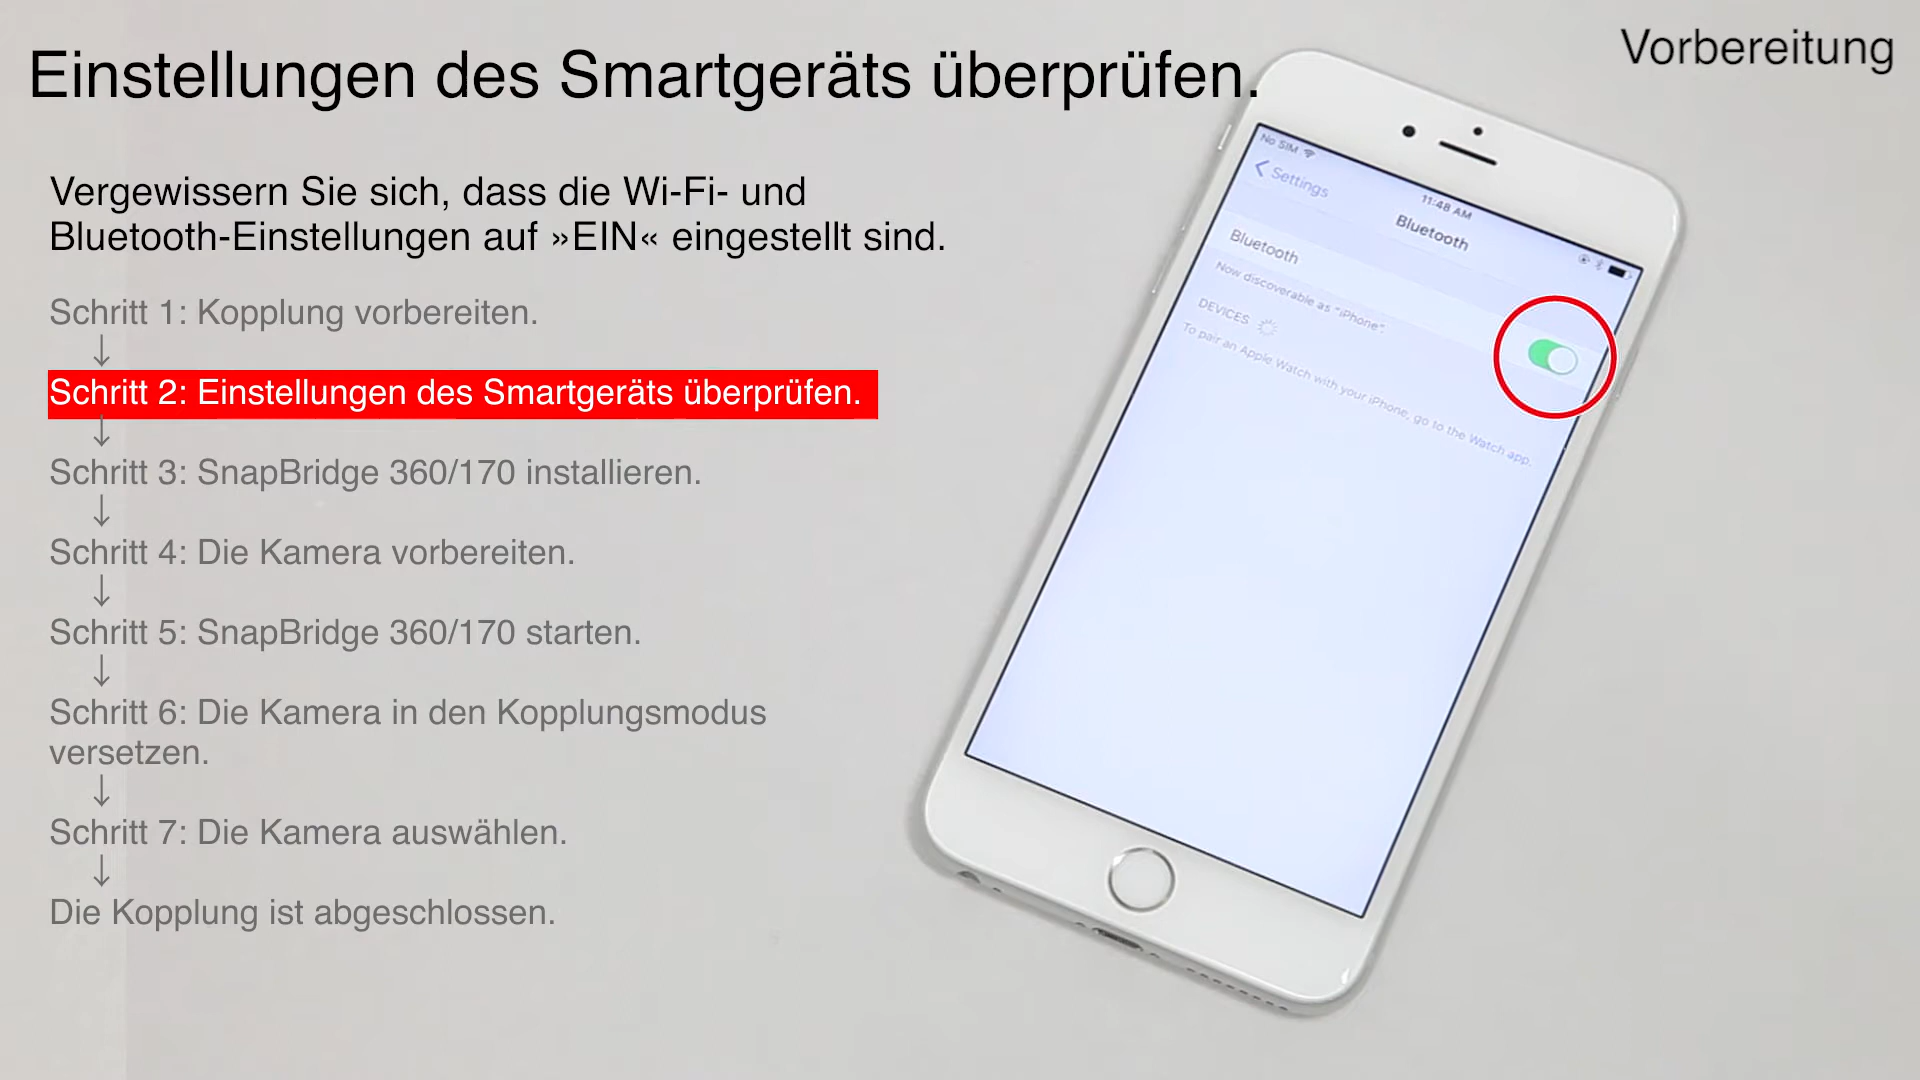 Vorbereitung
Einstellungen des Smartgeräts überprüfen.
Vergewissern Sie sich, dass die Wi-Fi- und
Bluetooth-Einstellungen auf »EIN« eingestellt sind.
Schritt 1: Kopplung vorbereiten.
↓
Schritt 2: Einstellungen des Smartgeräts überprüfen.
↓
Schritt 3: SnapBridge 360/170 installieren.
↓
Schritt 4: Die Kamera vorbereiten.
↓
Schritt 5: SnapBridge 360/170 starten.
↓
Schritt 6: Die Kamera in den Kopplungsmodus
versetzen.
↓
Schritt 7: Die Kamera auswählen.
↓
Die Kopplung ist abgeschlossen.
No SIM
11:48 AM
Settings
Bluetooth
Bluetooth
Now discoverable as "iPhone".
DEVICES
To pair an Apple Watch with your iPhone, go to the Watch app.